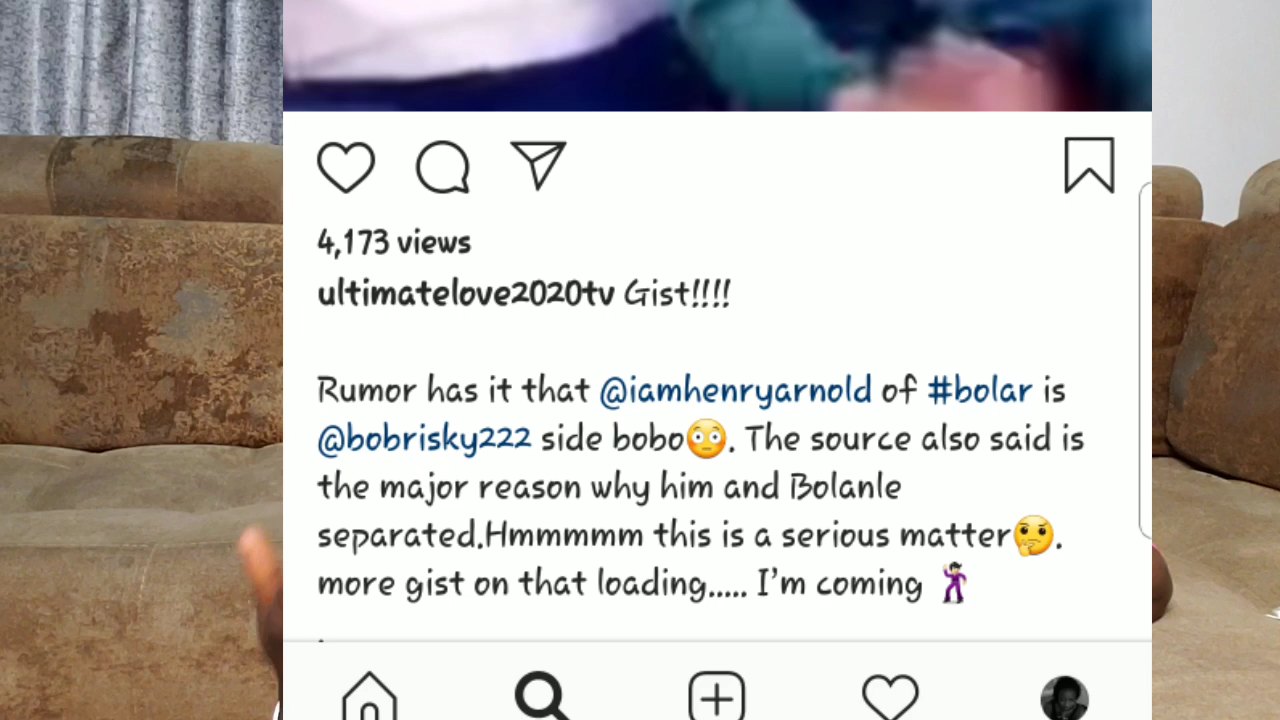 4,173 views
ultimatelove2020tv Gist!!!!
Rumor has it that @iamhenryarnold of #bolar is
@bobrisky222 side bobo😳. The source also said is
the major reason why him and Bolanle
separated.Hmmmmm this is a serious matter🤔.
more gist on that loading..... I'm coming 🕺